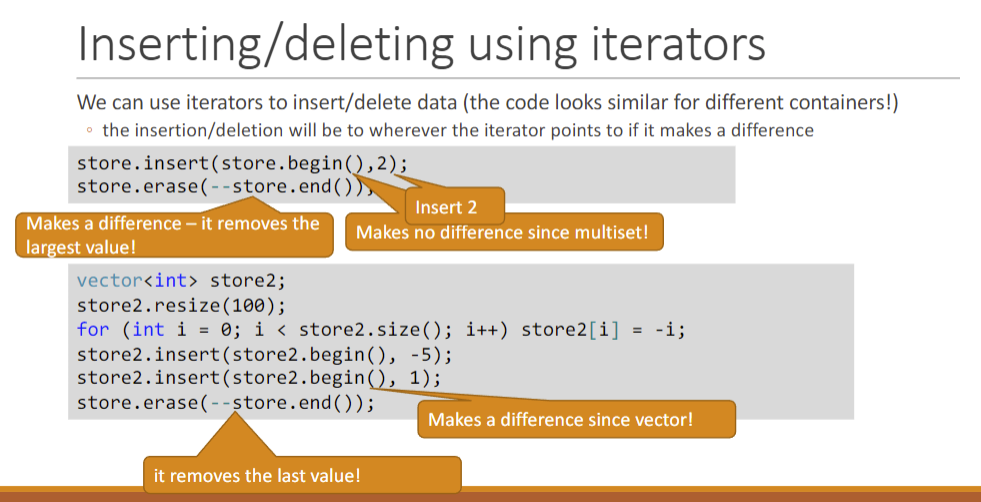 Inserting/deleting using iterators
We can use iterators to insert/delete data (the code looks similar for different containers!)
◦ the insertion/deletion will be to wherever the iterator points to if it makes a difference
store.insert(store.begin(),2);
store.erase(--store.end());
Insert 2
Makes a difference – it removes the
largest value!
Makes no difference since multiset!
vector<int> store2;
store2.resize(100);
for (int i = 0; i < store2.size(); i++) store2[i] = -i;
store2.insert(store2.begin(), -5);
store2.insert(store2.begin(), 1);
store.erase(--store.end());
Makes a difference since vector!
it removes the last value!